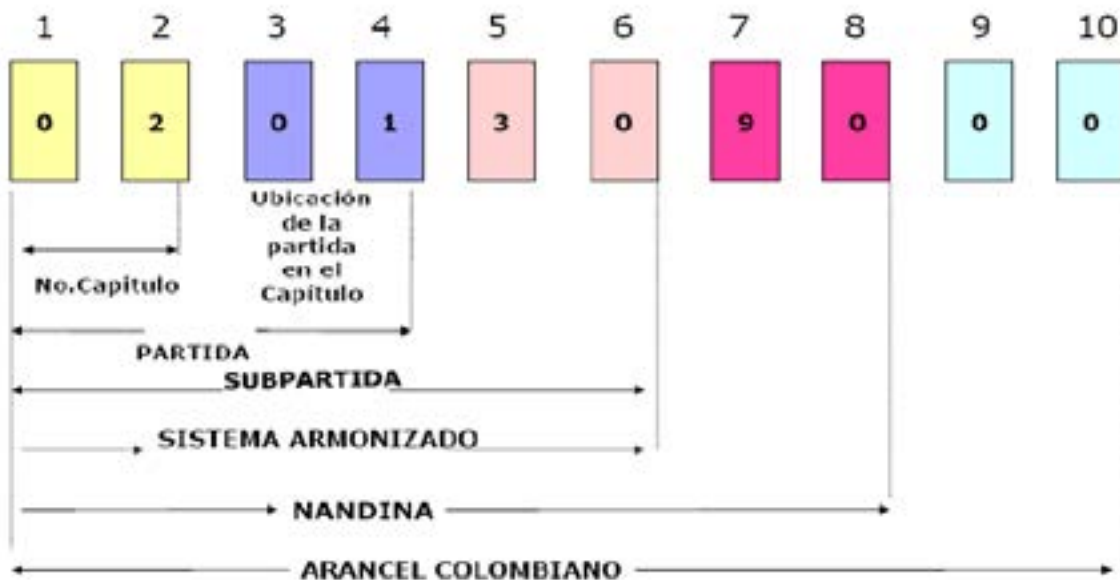 1 2 3 4 5 6 7 8 9 10
0 2 0 1 3 0 9 0 0 0
Ubicación
de la
partida
en el
Capítulo
No.Capitulo
PARTIDA
SUBPARTIDA
SISTEMA ARMONIZADO
NANDINA
ARANCEL COLOMBIANO